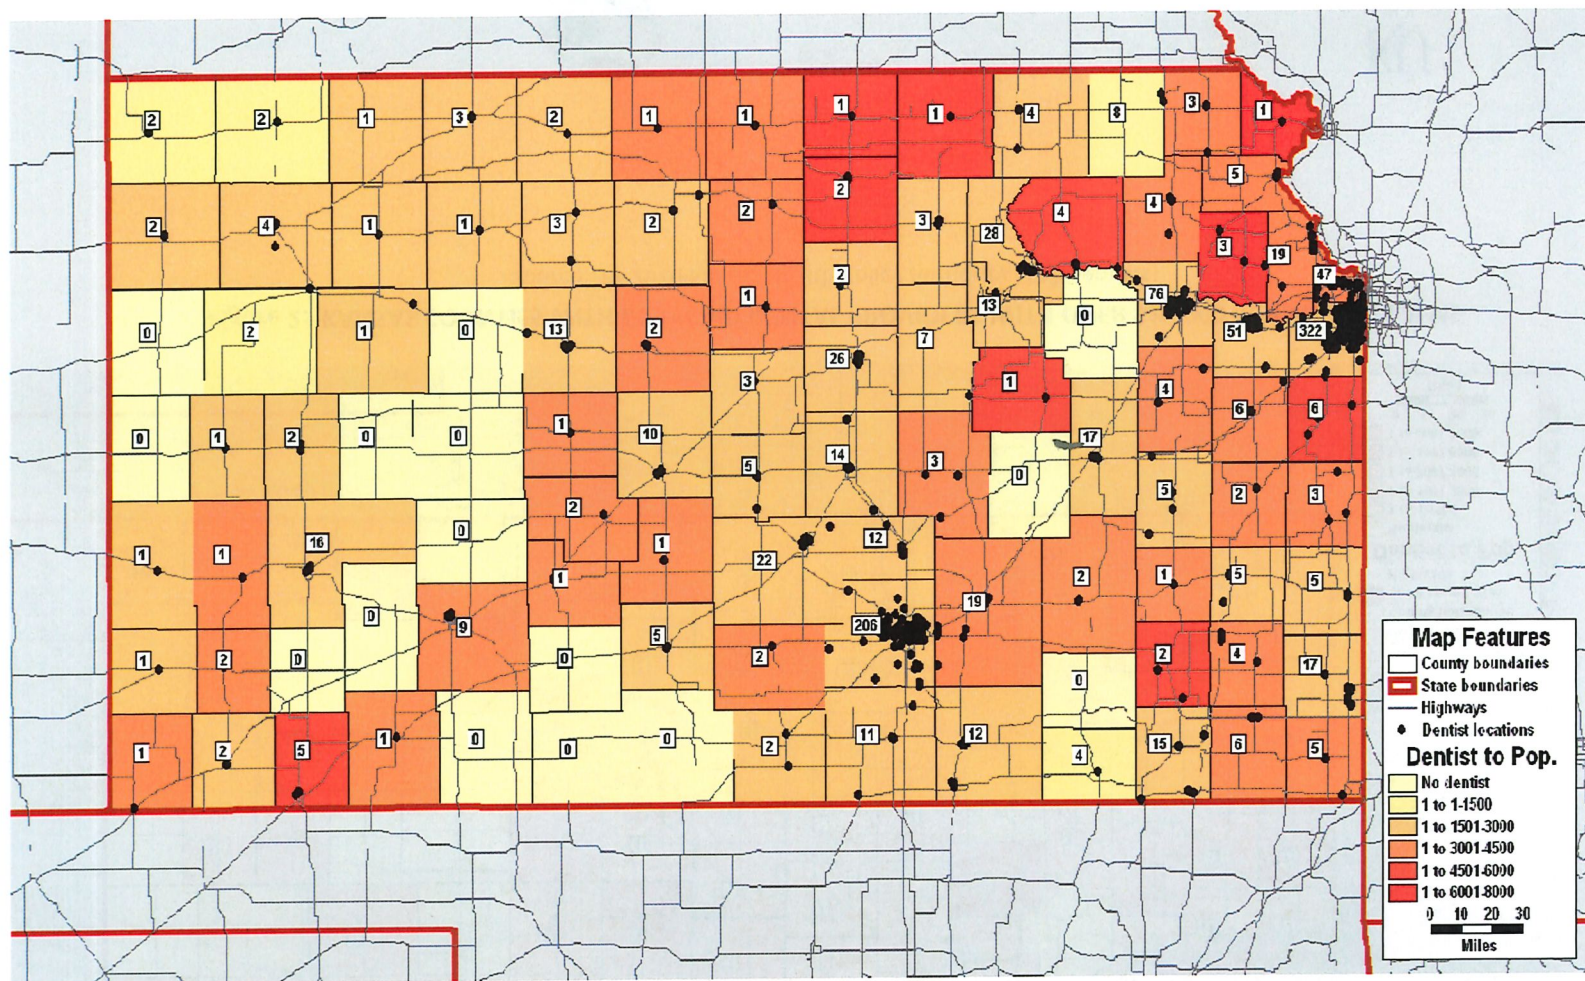 2 2 1 3 2 1 1 1 1 4 8 3 1
2 4 1 1 3 2 2 2 3 28 4 4 5 3 19 47
0 2 1 0 13 2 1 2 7 13 0 76 51 322
0 1 2 0 0 1 10 3 26 1 4 6 6
5 14 3 0 17 5 2 3
1 1 16 0 2 1 1 22 12 2 1 5 5
0 9 5 206 19
1 2 0 0 2 0 2 4 17
1 2 5 1 0 0 0 2 11 12 4 15 6 5
Map Features
County boundaries
State boundaries
Highways
Dentist locations
Dentist to Pop.
No dentist
1 to 1-1500
1 to 1501-3000
1 to 3001-4500
1 to 4501-6000
1 to 6001-8000
0 10 20 30
Miles